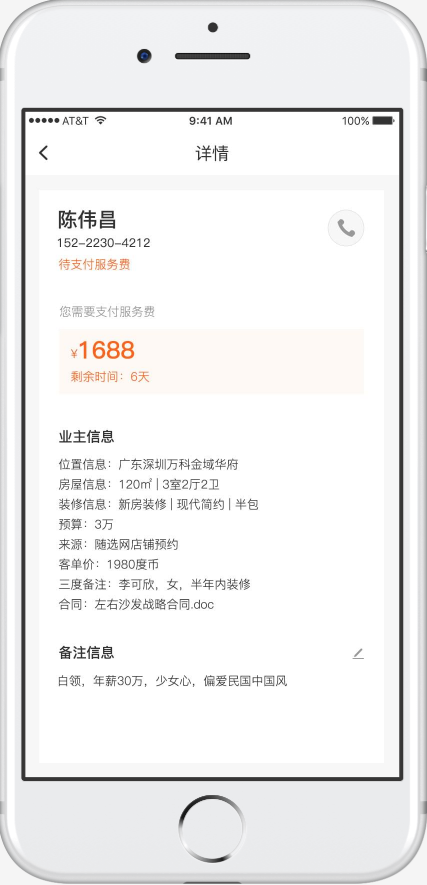 AT&T
9:41 AM
100%
详情
陈伟昌
152-2230-4212
待支付服务费
您需要支付服务费
¥1688
剩余时间：6天
业主信息
位置信息：广东深圳万科金域华府
房屋信息：120㎡ | 3室2厅2卫
装修信息：新房装修 | 现代简约 | 半包
预算：3万
来源：随选网店铺预约
客单价：1980度币
三度备注：李可欣，女，半年内装修
合同：左右沙发战略合同.doc
备注信息
白领，年薪30万，少女心，偏爱民国中国风